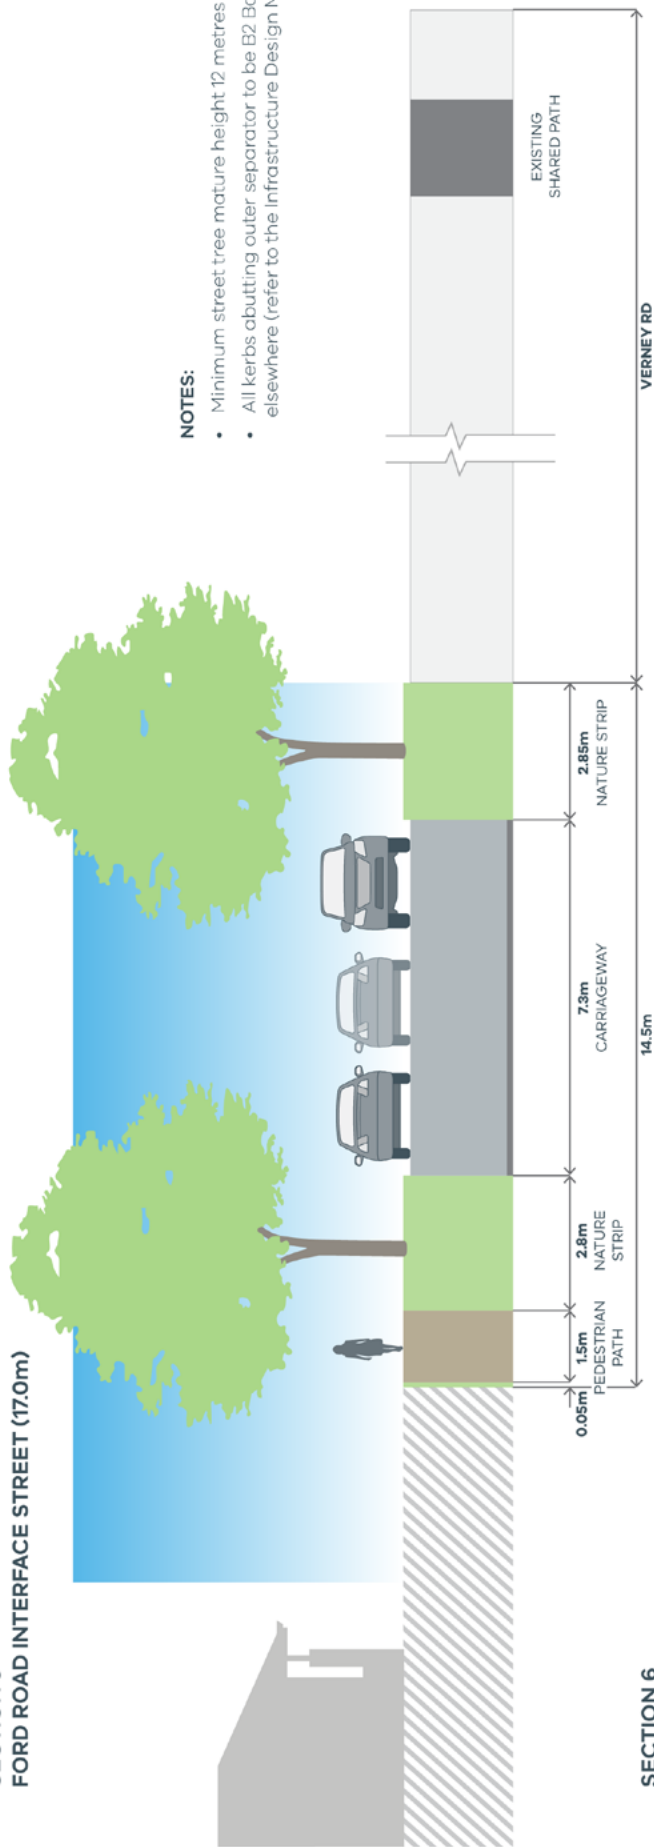 FORD ROAD INTERFACE STREET (17.0m)
NOTES:
• Minimum street tree mature height 12 metres
• All kerbs abutting outer separator to be B2
elsewhere (refer to the Infrastructure Design
EXISTING
SHARED PATH
0.05m
1.5m
PEDESTRIAN
PATH
2.8m
NATURE
STRIP
7.3m
CARRIAGEWAY
2.85m
NATURE STRIP
14.5m
VERNEY RD
SECTION 6